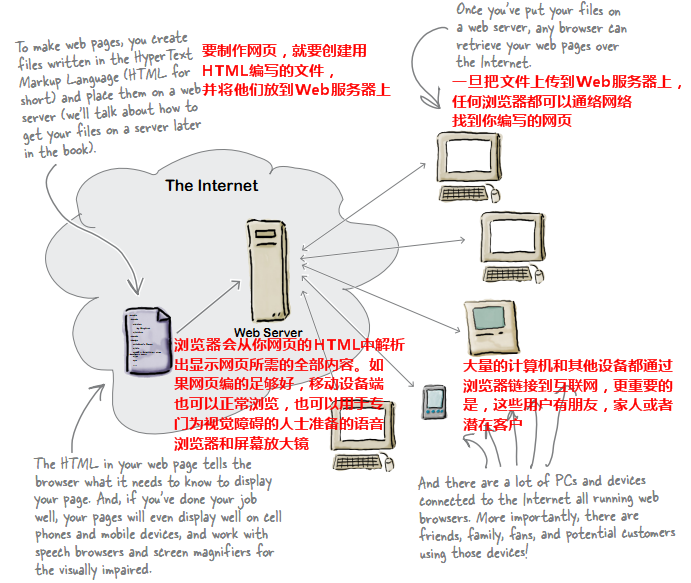 To make web pages, you create
files written in the HyperText
Markup Language (HTML for
short) and place them on a web
server (we'll talk about how to
get your files on a server later
in the book).
要制作网页，就要创建用
HTML编写的文件，
并将他们放到Web服务器上
Once you've put your files on
a web server, any browser can
retrieve your web pages over
the Internet.
一旦把文件上传到Web服务器上，
任何浏览器都可以通络网络
找到你编写的网页
The Internet
Web Server
浏览器会从你网页的HTML中解析
出显示网页所需的全部内容。如
果网页编的足够好，移动设备端
也可以正常浏览，也可以用于专
门为视觉障碍的人士准备的语音
浏览器和屏幕放大镜
大量的计算机和其他设备都通过
浏览器链接到互联网，更重要的
是，这些用户有朋友，家人或者
潜在客户
The HTML in your web page tells the
browser what it needs to know to display
your page. And, if you've done your job
well, your pages will even display well on cell
phones and mobile devices, and work with
speech browsers and screen magnifiers for
the visually impaired.
And there are a lot of PCs and devices
connected to the Internet all running web
browsers. More importantly, there are
friends, family, fans, and potential customers
using those devices!